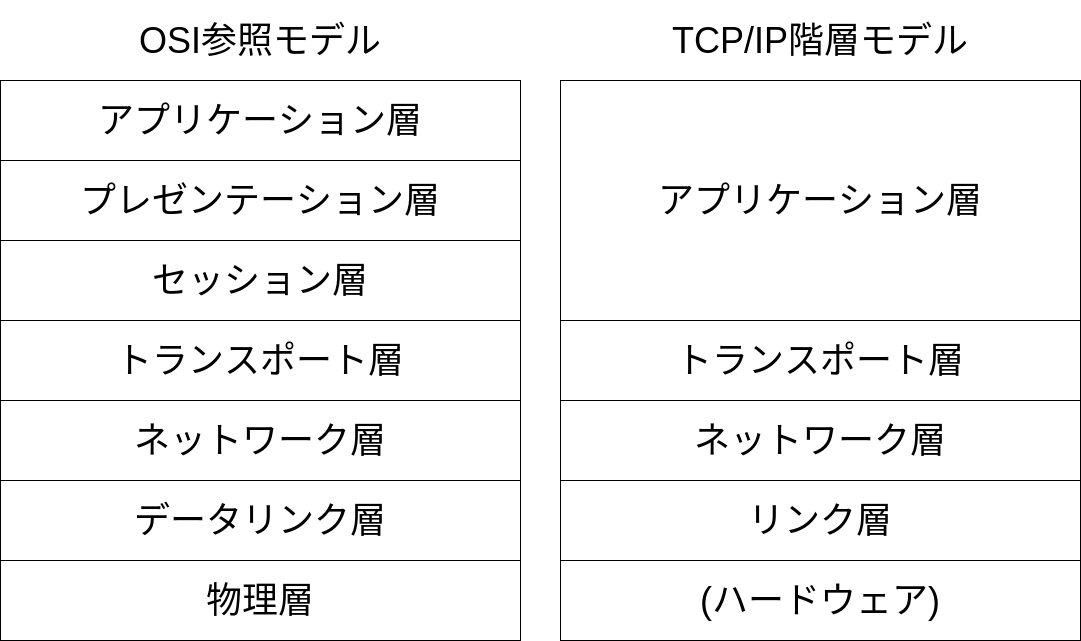 OSI参照モデル
アプリケーション層
プレゼンテーション層
セッション層
トランスポート層
ネットワーク層
データリンク層
物理層
TCP/IP階層モデル
アプリケーション層
トランスポート層
ネットワーク層
リンク層
(ハードウェア)